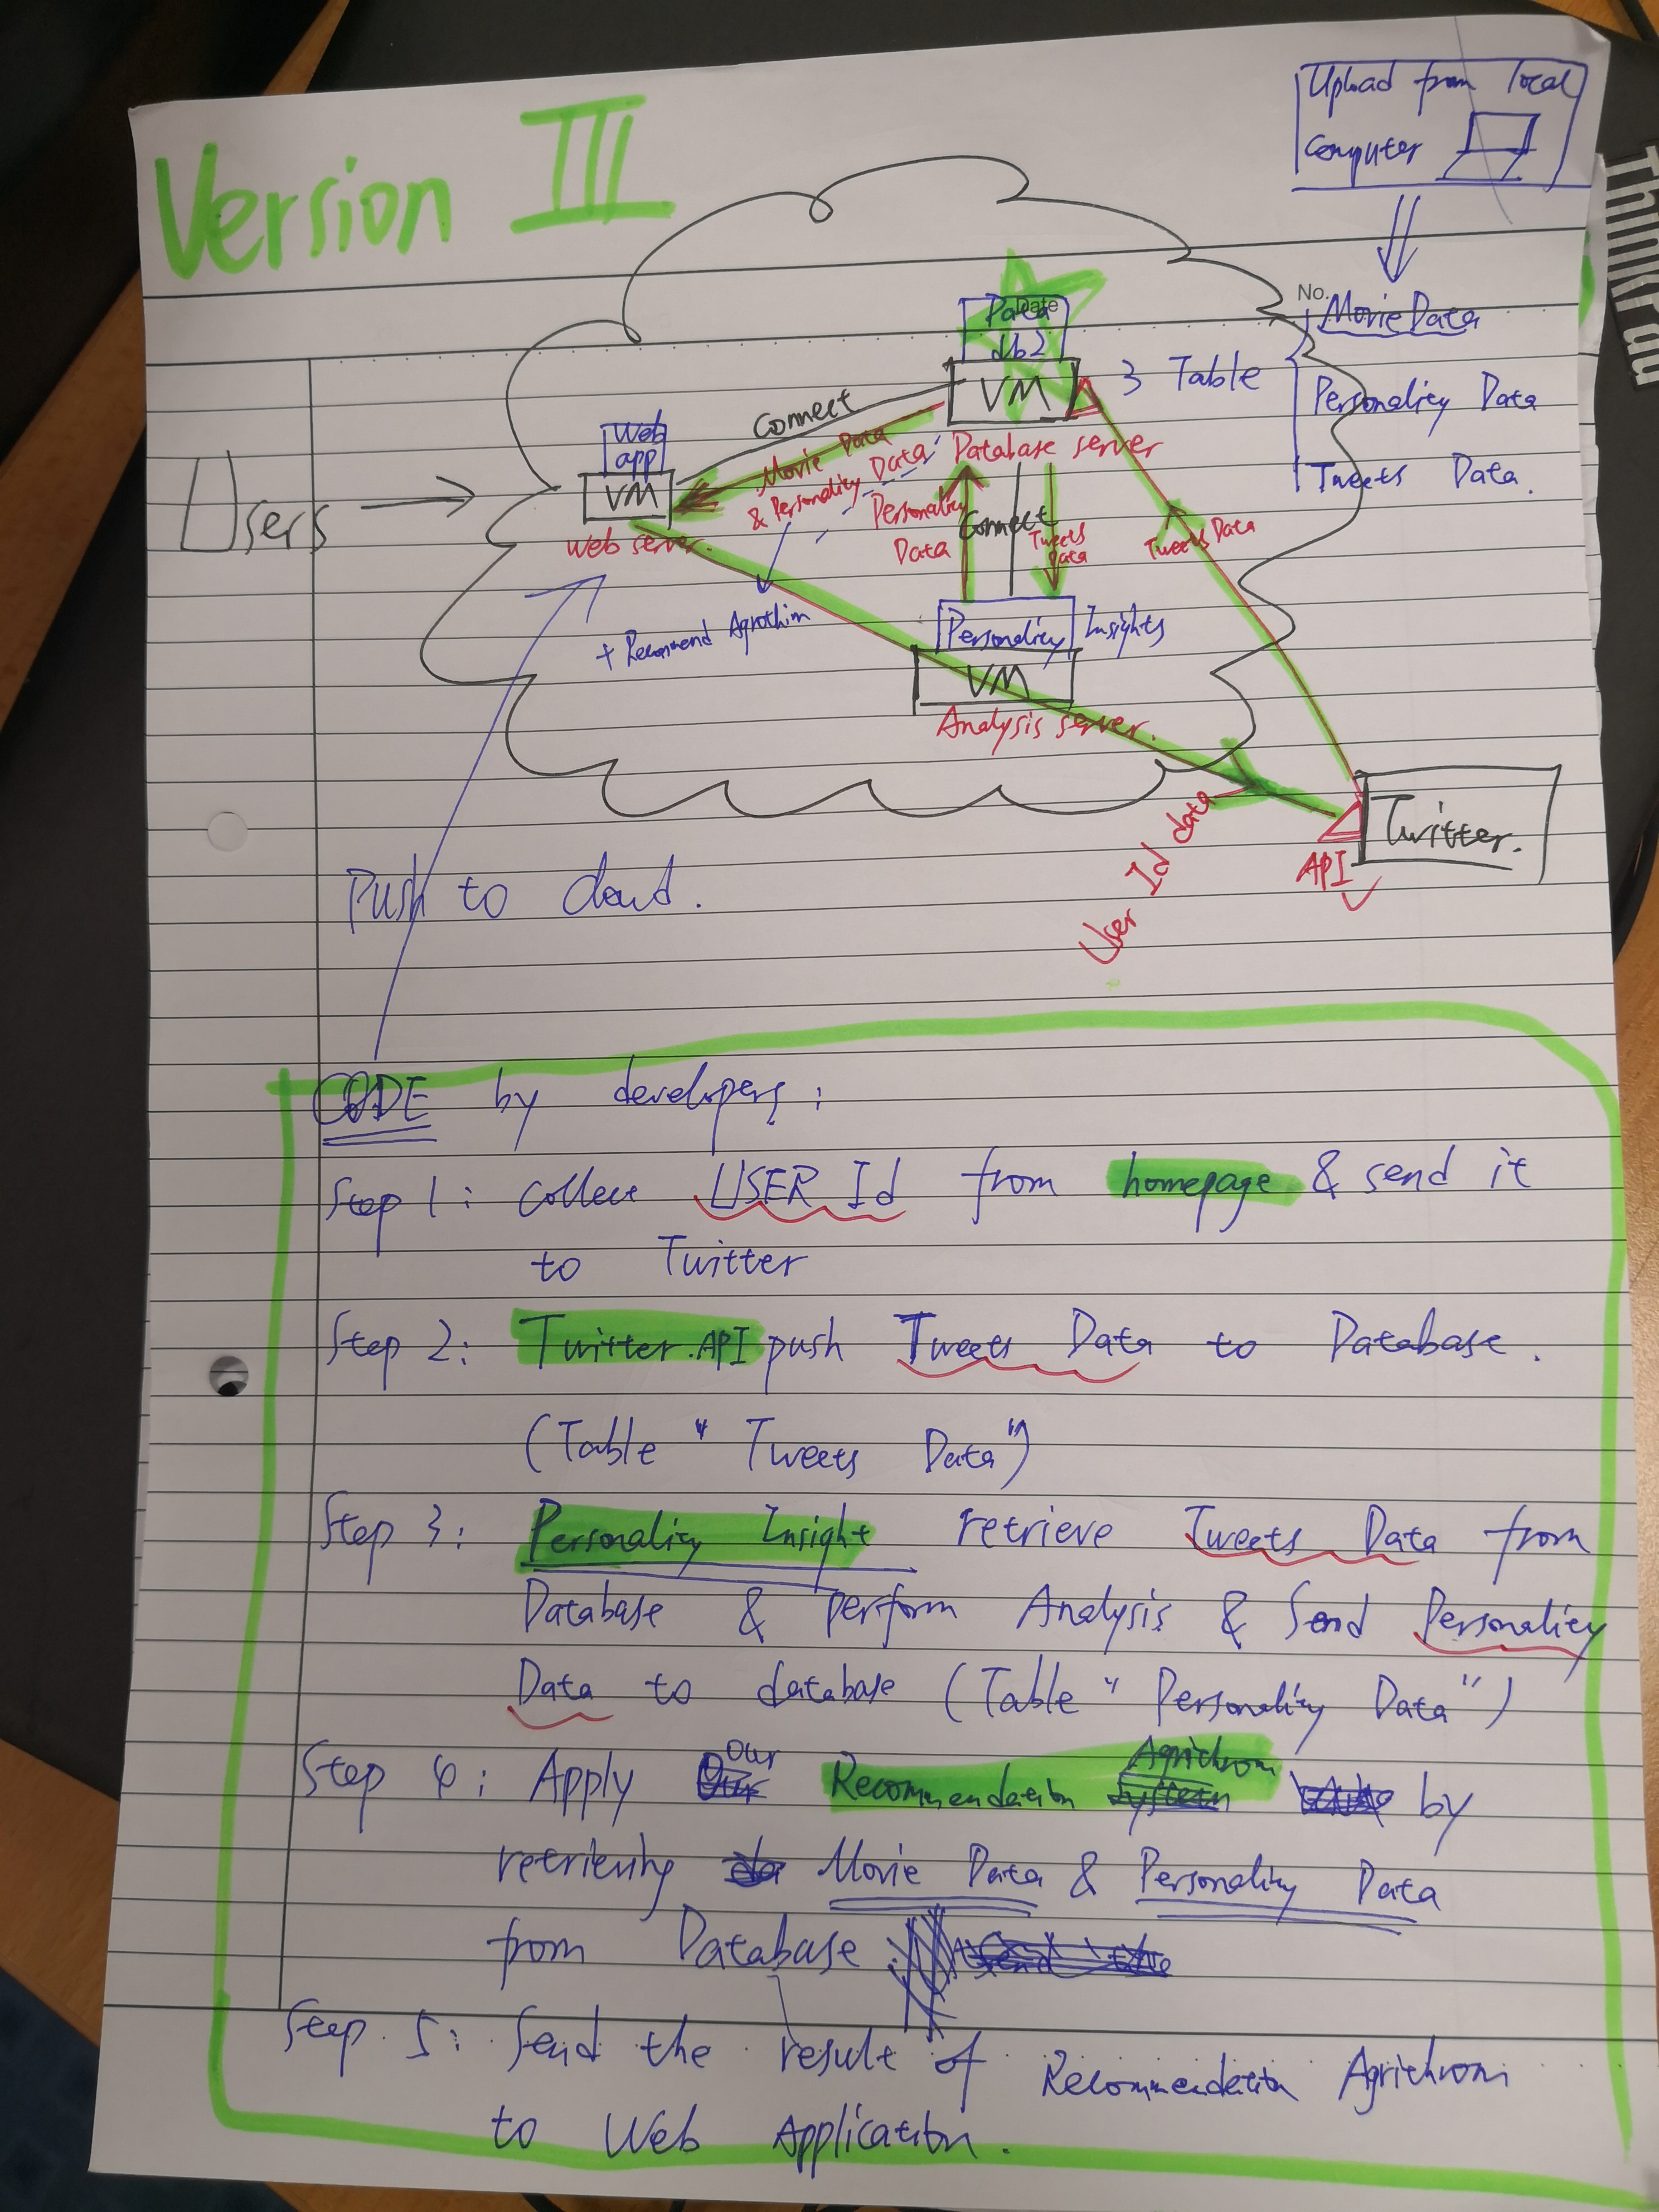 Version III
Upload from local
computer
ThinkPad
No.
Date
Movie Data
Data
db2
VM
3 Table
Personality Data
Connect
Web
app
VM
Movie Data
& Personality Data
Database server
Tweets Data.
Users
Web server.
Personality
Data
Connect
Tweets
Data
Tweets Data
+ Recommend Agrothim
Personality Insights
VM
Analysis server.
User Id data
Twitter.
API
Push to cloud.
CODE by developers:
Step 1: collect USER Id from homepage & send it
to Twitter
Step 2: Twitter.API push Tweets Data to Database.
(Table "Tweets Data")
Step 3: Personality Insight retrieve Tweets Data from
Database & perform Analysis & Send Personality
Data to database (Table "Personality Data")
Step 4: Apply Our Recommendation Agrithrom by
retrieving Movie Data & Personality Data
from Database
Step 5: Send the result of Recommendation Agrithrom
to Web Application.